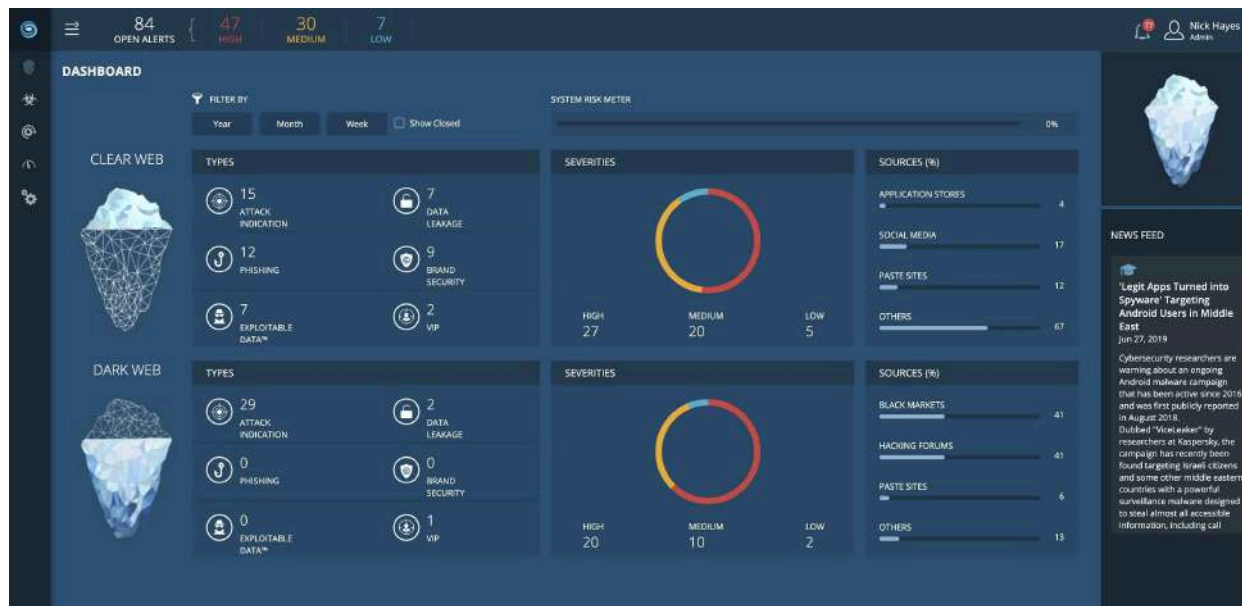 84
OPEN ALERTS
47
HIGH
30
MEDIUM
7
LOW
77
Nick Hayes
Admin
DASHBOARD
FILTER BY
Year
Month
Week
Show Closed
SYSTEM RISK METER
0%
CLEAR WEB
TYPES
15
ATTACK
INDICATION
7
DATA
LEAKAGE
12
PHISHING
9
BRAND
SECURITY
7
EXPLOITABLE
DATA™
2
VIP
SEVERITIES
HIGH
27
MEDIUM
20
LOW
5
SOURCES (%)
APPLICATION STORES
4
SOCIAL MEDIA
17
PASTE SITES
12
OTHERS
67
DARK WEB
TYPES
29
ATTACK
INDICATION
2
DATA
LEAKAGE
0
PHISHING
0
BRAND
SECURITY
0
EXPLOITABLE
DATA™
1
VIP
SEVERITIES
HIGH
20
MEDIUM
10
LOW
2
SOURCES (%)
BLACK MARKETS
41
HACKING FORUMS
41
PASTE SITES
6
OTHERS
13
NEWS FEED
'Legit Apps Turned into
Spyware' Targeting
Android Users in Middle
East
Jun 27, 2019
Cybersecurity researchers are
warning about an ongoing
Android malware campaign
that has been active since 2016
and was first publicly reported
in August 2018.
Dubbed "ViceLeaker" by
researchers at Kaspersky, the
campaign has recently been
found targeting Israeli citizens
and some other middle eastern
countries with a powerful
surveillance malware designed
to steal almost all accessible
information, including call